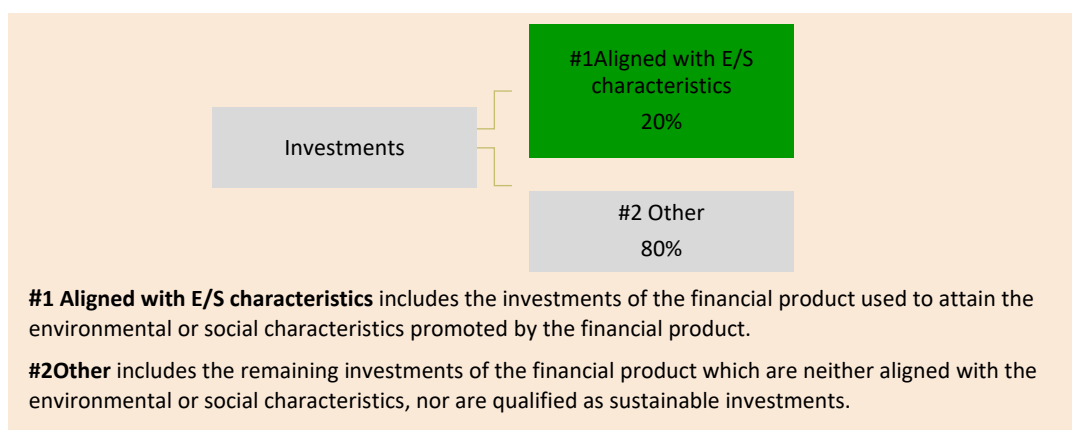 #1Aligned with E/S
characteristics
20%
Investments
#2 Other
80%
#1 Aligned with E/S characteristics includes the investments of the financial product used to attain the
environmental or social characteristics promoted by the financial product.
#2Other includes the remaining investments of the financial product which are neither aligned with the
environmental or social characteristics, nor are qualified as sustainable investments.